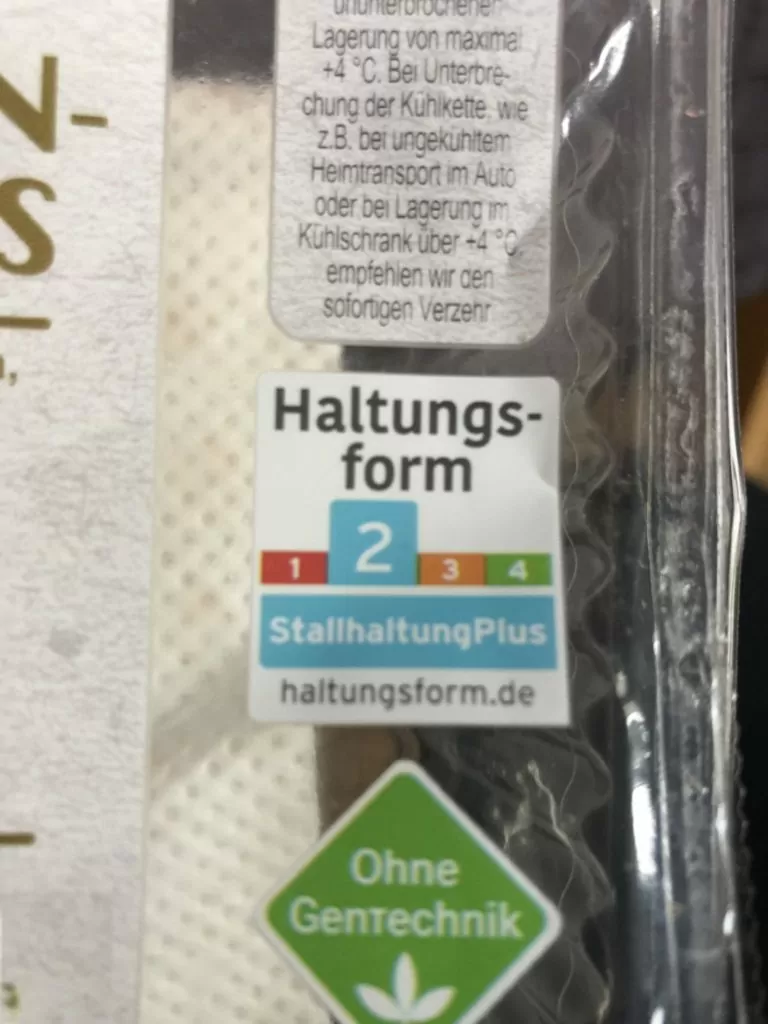 N-
S
ununterbrochener
Lagerung von maximal
+4 °C. Bei Unterbre-
chung der Kühlkette, wie
z.B. bei ungekühltem
Heimtransport im Auto
oder bei Lagerung im
Kühlschrank über +4 °C,
empfehlen wir den
sofortigen Verzehr
Haltungs-
form
1 2 3 4
StallhaltungPlus
haltungsform.de
Ohne
GenTechnik